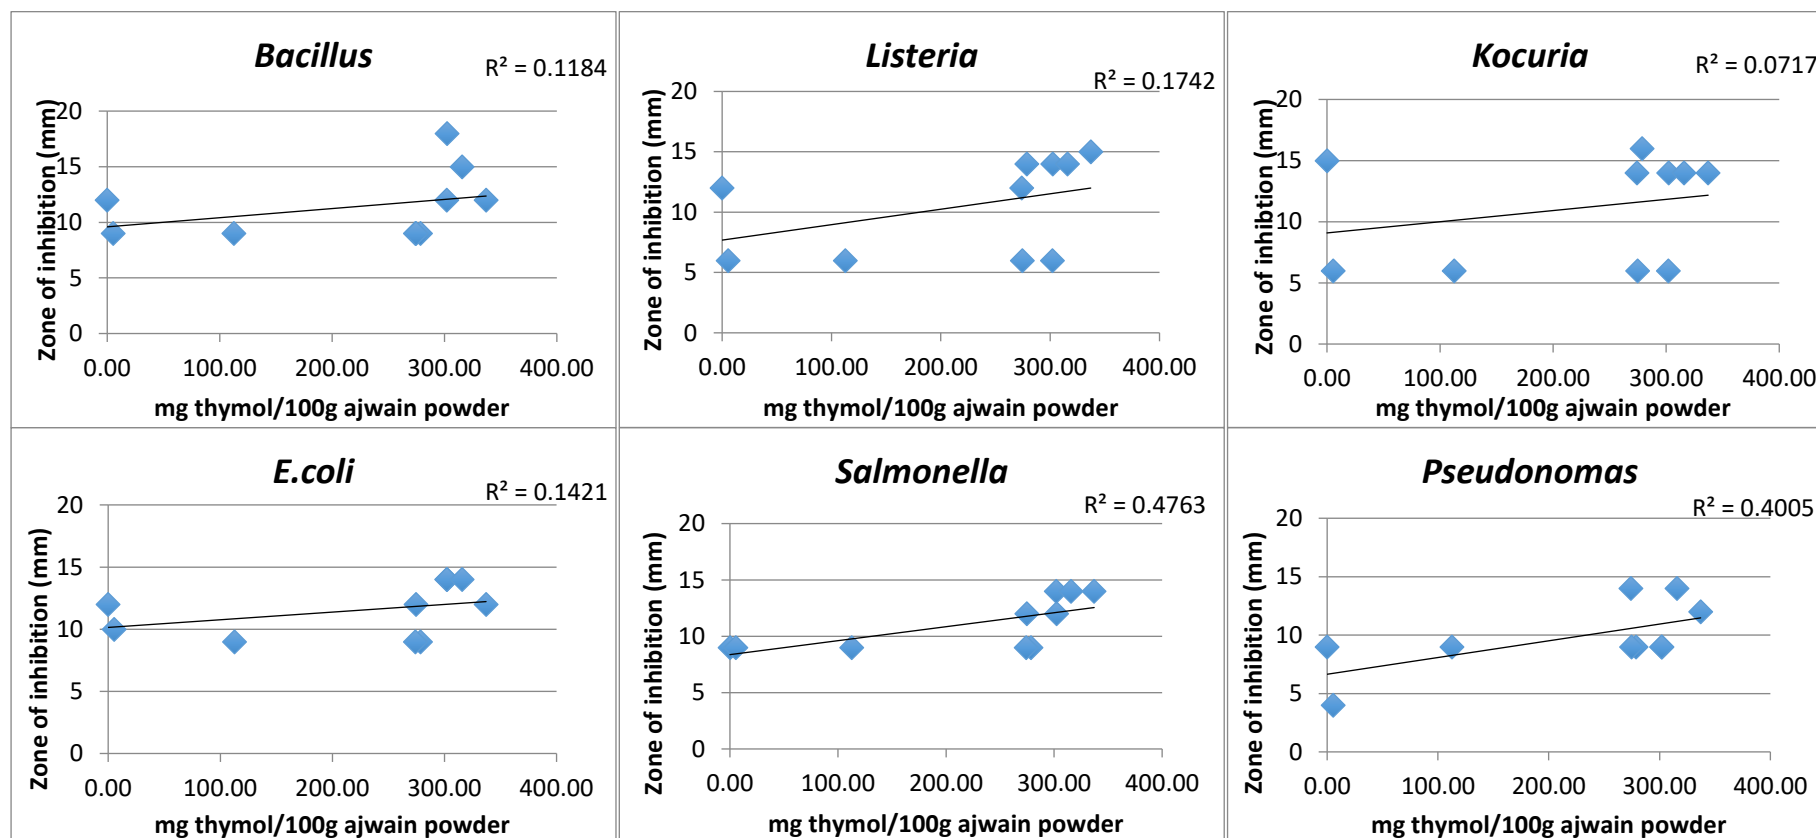 Bacillus
R² = 0.1184
Zone of inhibition (mm)
20
15
10
5
0
0.00 100.00 200.00 300.00 400.00
mg thymol/100g ajwain powder
Listeria
R² = 0.1742
Zone of inhibition (mm)
20
15
10
5
0
0.00 100.00 200.00 300.00 400.00
mg thymol/100g ajwain powder
Kocuria
R² = 0.0717
Zone of inhibtion (mm)
20
15
10
5
0
0.00 100.00 200.00 300.00 400.00
mg thymol/100g ajwain powder
E.coli
R² = 0.1421
Zone of inhibition (mm)
20
15
10
5
0
0.00 100.00 200.00 300.00 400.00
mg thymol/100g ajwain powder
Salmonella
R² = 0.4763
Zone of inhibition (mm)
20
15
10
5
0
0.00 100.00 200.00 300.00 400.00
mg thymol/100g ajwain powder
Pseudonomas
R² = 0.4005
Zone of inhibition (mm)
20
15
10
5
0
0.00 100.00 200.00 300.00 400.00
mg thymol/100g ajwain powder